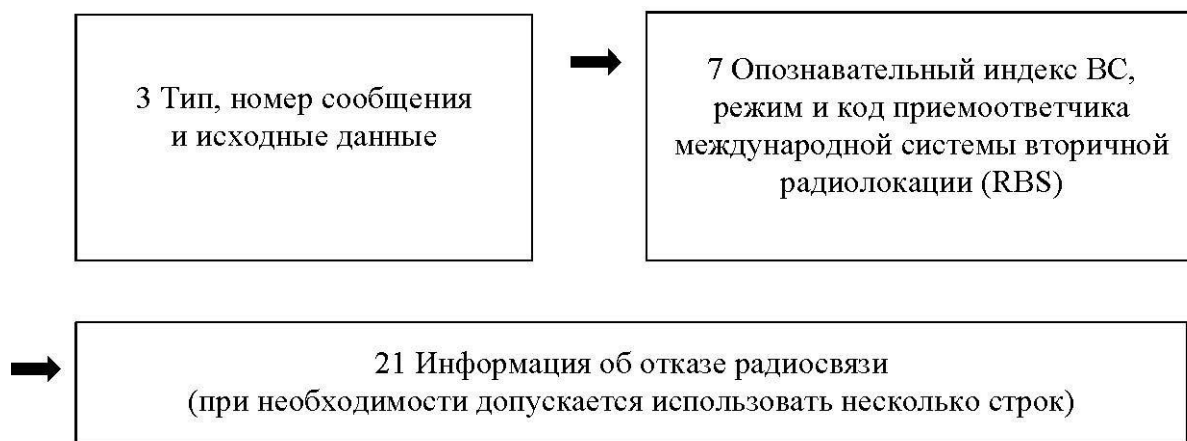 3 Тип, номер сообщения
и исходные данные
7 Опознавательный индекс ВС,
режим и код приемоответчика
международной системы вторичной
радиолокации (RBS)
21 Информация об отказе радиосвязи
(при необходимости допускается использовать несколько строк)